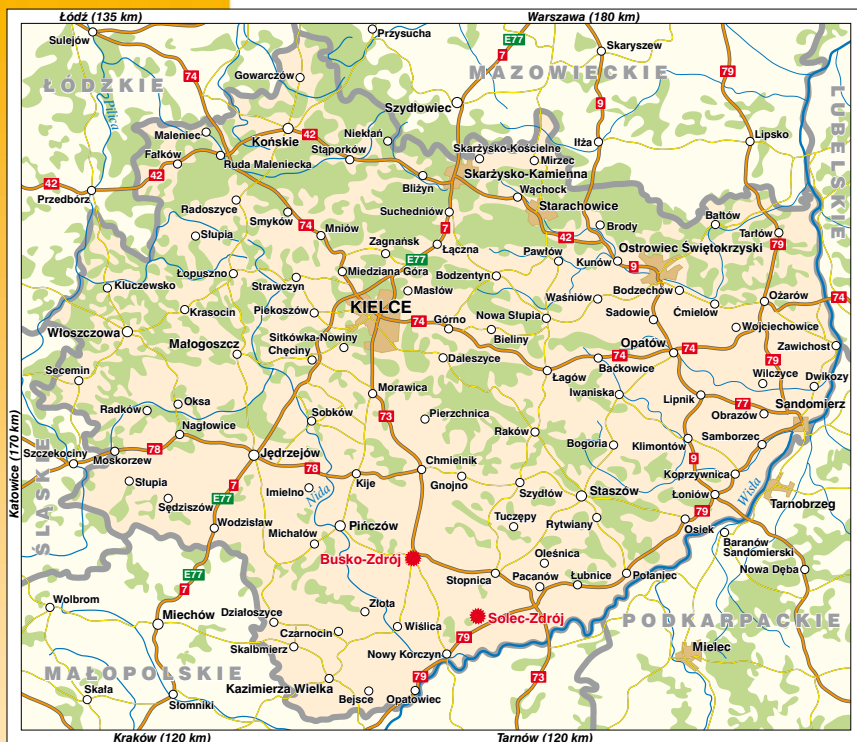 Łódź (135 km)
Warszawa (180 km)
Sulejów
Przysucha
E77
7
Skaryszew
Gowarczów
74
MAZOWIECKIE
79
ŁÓDZKIE
9
Pilica
Szydłowiec
LUBELSKIE
Maleniec
Końskie
42
Niekłań
Iłża
Lipsko
Fałków
Stąporków
Skarżysko-Kościelne
Ruda Maleniecka
Mirzec
42
42
Bliżyn
Skarżysko-Kamienna
Przedbórz
Wąchock
Radoszyce
Suchedniów
Starachowice
Smyków
74
Mniów
7
Brody
Bałtów
Tarłów
Słupia
Zagnańsk
Łączna
42
79
Pawłów
Ostrowiec Świętokrzyski
E77
Kunów
9
Łopuszno
Miedziana Góra
Bodzentyn
Kluczewsko
Strawczyn
Masłów
Bodzechów
Waśniów
Ożarów
74
Krasocin
Piekoszów
KIELCE
Nowa Słupia
Sadowie
Ćmielów
74
Górno
Włoszczowa
Wojciechowice
Sitkówka-Nowiny
Bieliny
Opatów
Małogoszcz
Chęciny
74
74
Zawichost
Daleszyce
Baćkowice
79
Secemin
Łagów
Wilczyce
Dwikozy
Morawica
Iwaniska
Lipnik
77
Sandomierz
Radków
Oksa
73
Pierzchnica
Obrazów
Sobków
Nagłowice
Raków
Samborzec
Bogoria
Klimontów
Katowice (170 km)
78
Szczekociny
Jędrzejów
Chmielnik
9
Moskorzew
78
Koprzywnica
Słupia
7
Imielno
Kije
Gnojno
Szydłów
Staszów
Łoniów
Wisła
Sędziszów
E77
Nida
Tarnobrzeg
79
Wodzisław
Pińczów
Tuczępy
Rytwiany
Osiek
ŚLĄSKIE
Michałów
Baranów
Sandomierski
Busko-Zdrój
Oleśnica
E77
Stopnica
Nowa Dęba
7
Pacanów
Łubnice
Połaniec
Wolbrom
Złota
Miechów
Działoszyce
Solec-Zdrój
PODKARPACKIE
Czarnocin
Wiślica
79
Skalbmierz
Mielec
Nowy Korczyn
MAŁOPOLSKIE
79
73
Kazimierza Wielka
Skała
Bejsce
Opatowiec
Słomniki
Kraków (120 km)
Tarnów (120 km)